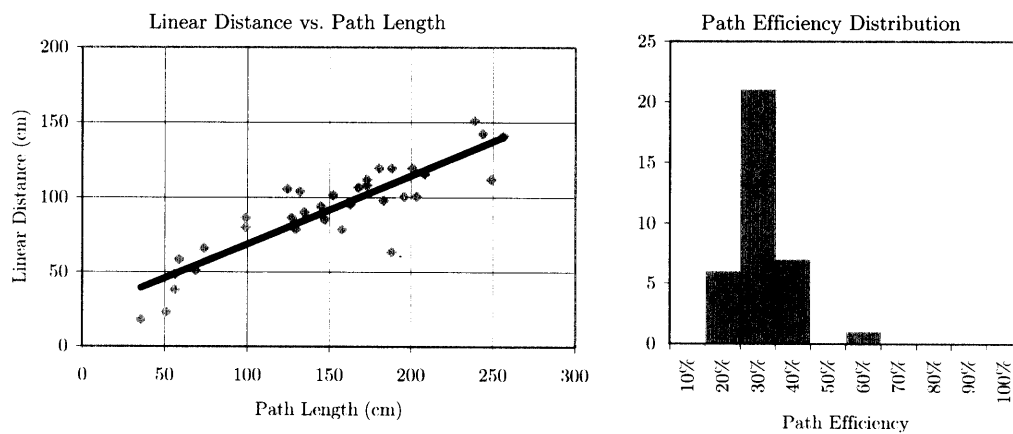 Linear Distance vs. Path Length
200
150
100
50
0
Linear Distance (cm)
0 50 100 150 200 250 300
Path Length (cm)
Path Efficiency Distribution
25
20
15
10
5
0
10% 20% 30% 40% 50% 60% 70% 80% 90% 100%
Path Efficiency